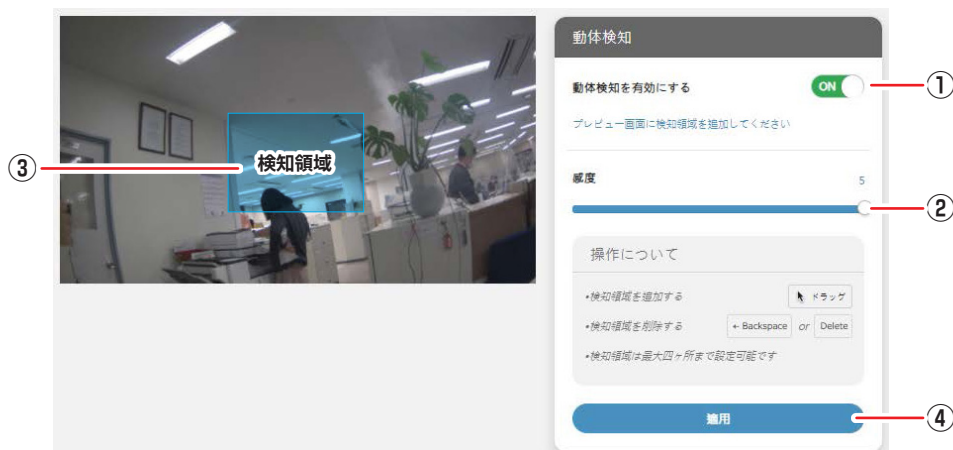 動体検知
動体検知を有効にする ON ①
プレビュー画面に検知領域を追加してください
③ 検知領域
感度 5
②
操作について
・検知領域を追加する ドラッグ
・検知領域を削除する ← Backspace or Delete
・検知領域は最大四ヶ所まで設定可能です
適用 ④